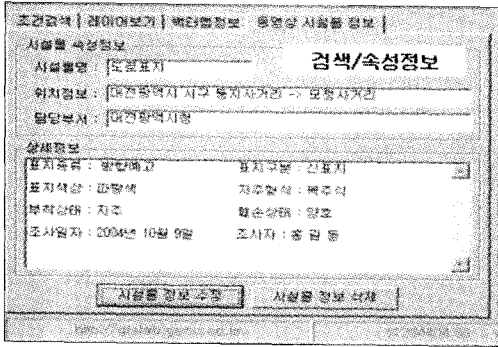 조건검색 | 레이어보기 | 벡터맵정보 동영상 시설물 정보
시설물 속성정보
검색/속성정보
시설물명 : 도로표지
위치정보 : 대전광역시 서구 모정사거리
담당부서 : 대전광역시청
상세정보
표지종류 : 방향예고 표지구분 : 신표지
표지색상 : 파랑색 지주형식 : 복주식
부착상태 : 지주 훼손상태 : 양호
조사일자 : 2004년 10월 9일 조사자 : 홍 길 동
시설물 정보 수정 시설물 정보 삭제